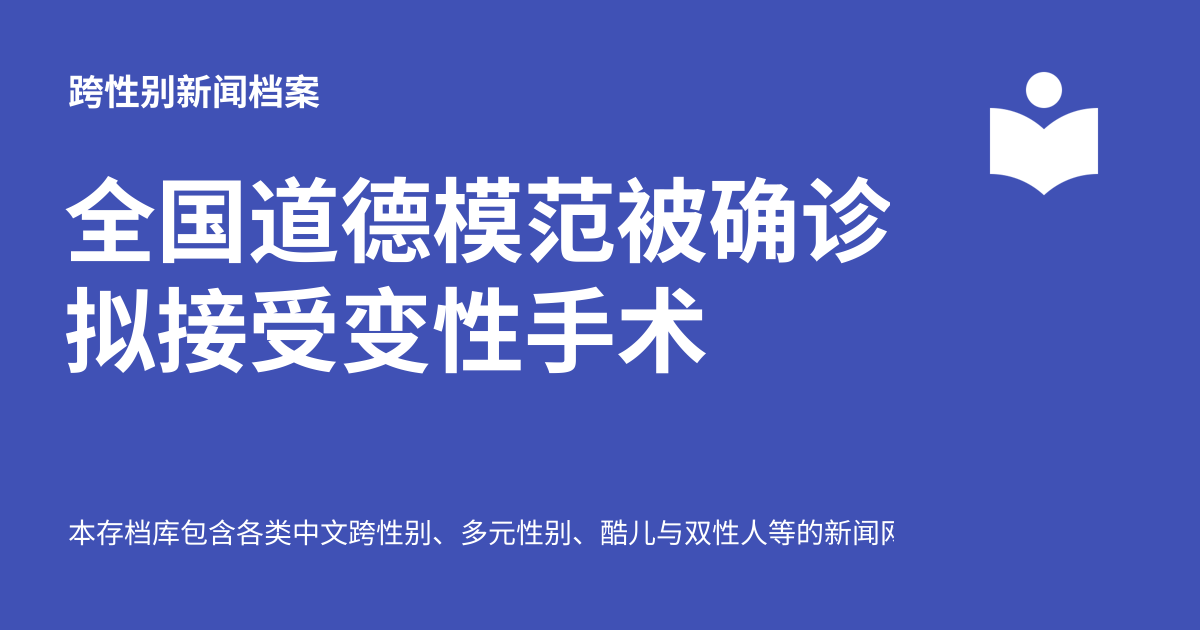 跨性别新闻档案
全国道德模范被确诊
拟接受变性手术
本存档库包含各类中文跨性别、多元性别、酷儿与双性人等的新闻